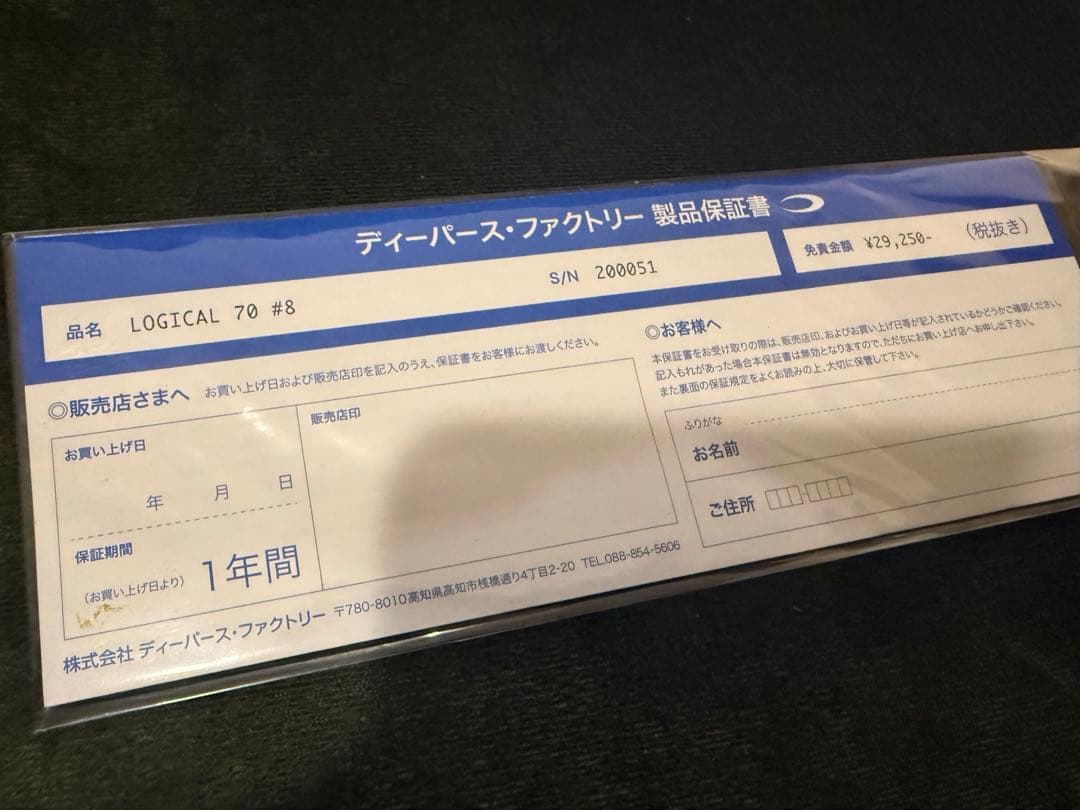 ディーパース・ファクトリー 製品保証書
品名 LOGICAL 70 #8 S/N 200051
免責金額 ¥29,250- (税抜き)
◎販売店さまへ お買い上げ日および販売店印を記入のうえ、保証書をお客様にお渡しください。
お買い上げ日
年 月 日
保証期間
(お買い上げ日より) 1年間
販売店印
◎お客様へ
本保証書をお受け取りの際は、販売店印、およびお買い上げ日等が記入されているかどうかご確認ください。
記入もれがあった場合本保証書は無効となりますので、ただちにお買い上げ店へお申し出下さい。
また裏面の保証規定をよくお読みの上、大切に保管して下さい。
ふりがな
お名前
ご住所
株式会社 ディーパース・ファクトリー 〒780-8010 高知県高知市桟橋通り4丁目2-20 TEL.088-854-5606